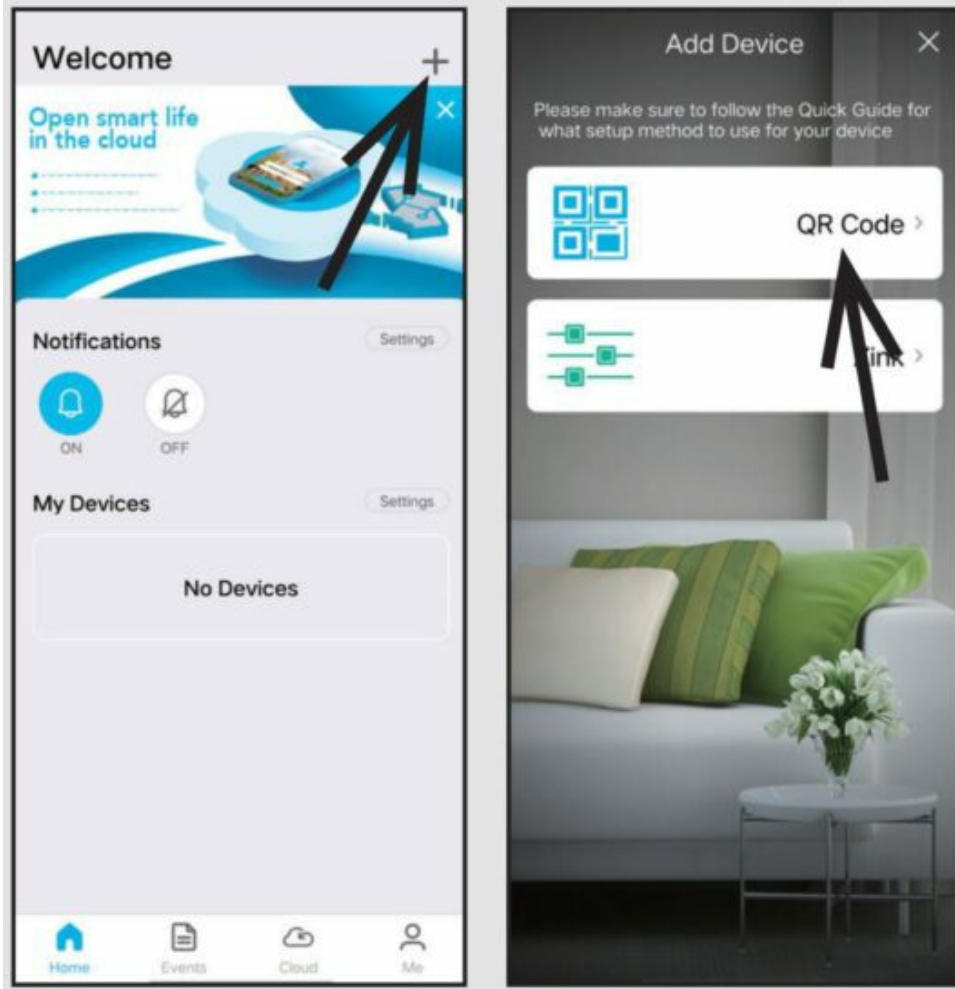 Welcome
Open smart life
in the cloud
Notifications
Settings
ON
OFF
My Devices
Settings
No Devices
Home
Events
Cloud
Me
Add Device
Please make sure to follow the Quick Guide for
what setup method to use for your device
QR Code